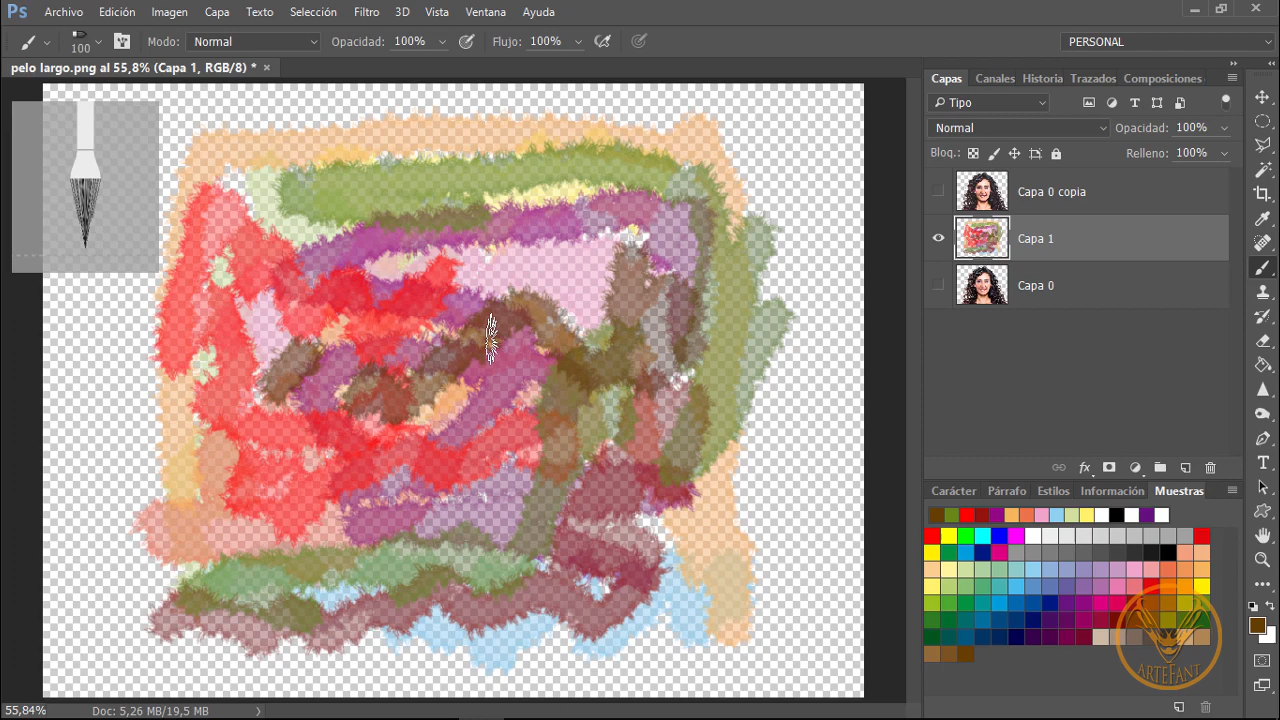 Ps Archivo Edición Imagen Capa Texto Selección Filtro 3D Vista Ventana Ayuda
100 Modo: Normal Opacidad: 100% Flujo: 100% PERSONAL
pelo largo.png al 55,8% (Capa 1, RGB/8) * ×
Capas Canales Historia Trazados Composiciones
Tipo
Normal Opacidad: 100%
Bloq.: Relleno: 100%
Capa 0 copia
Capa 1
Capa 0
fx
Carácter Párrafo Estilos Información Muestras
ARTEFANT
55,84% Doc: 5,26 MB/19,5 MB